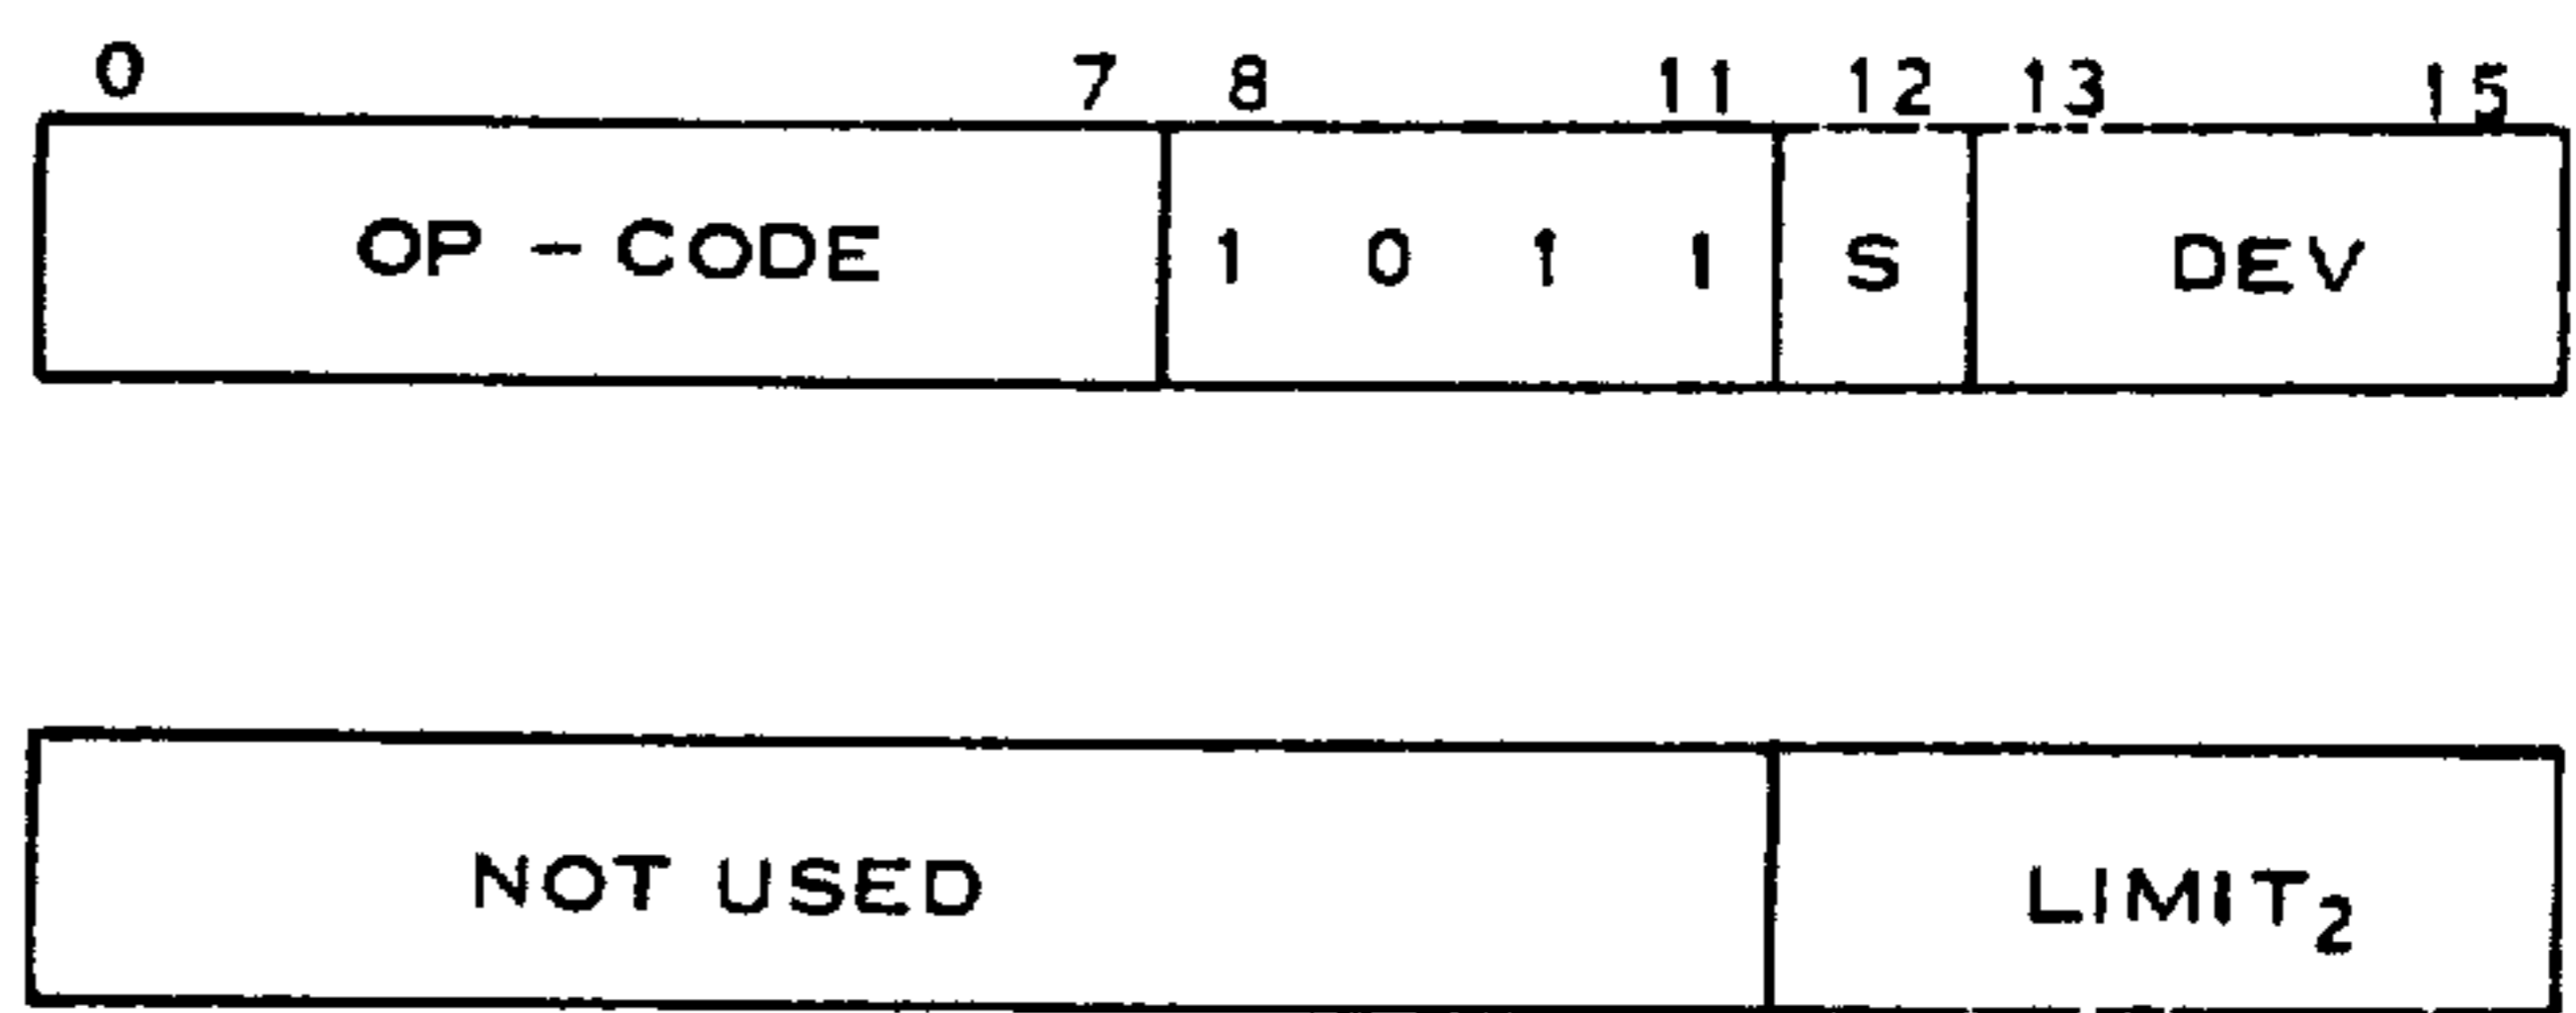 0 7 8 11 12 13 15
OP - CODE 1 0 1 1 S DEV
NOT USED LIMIT₂